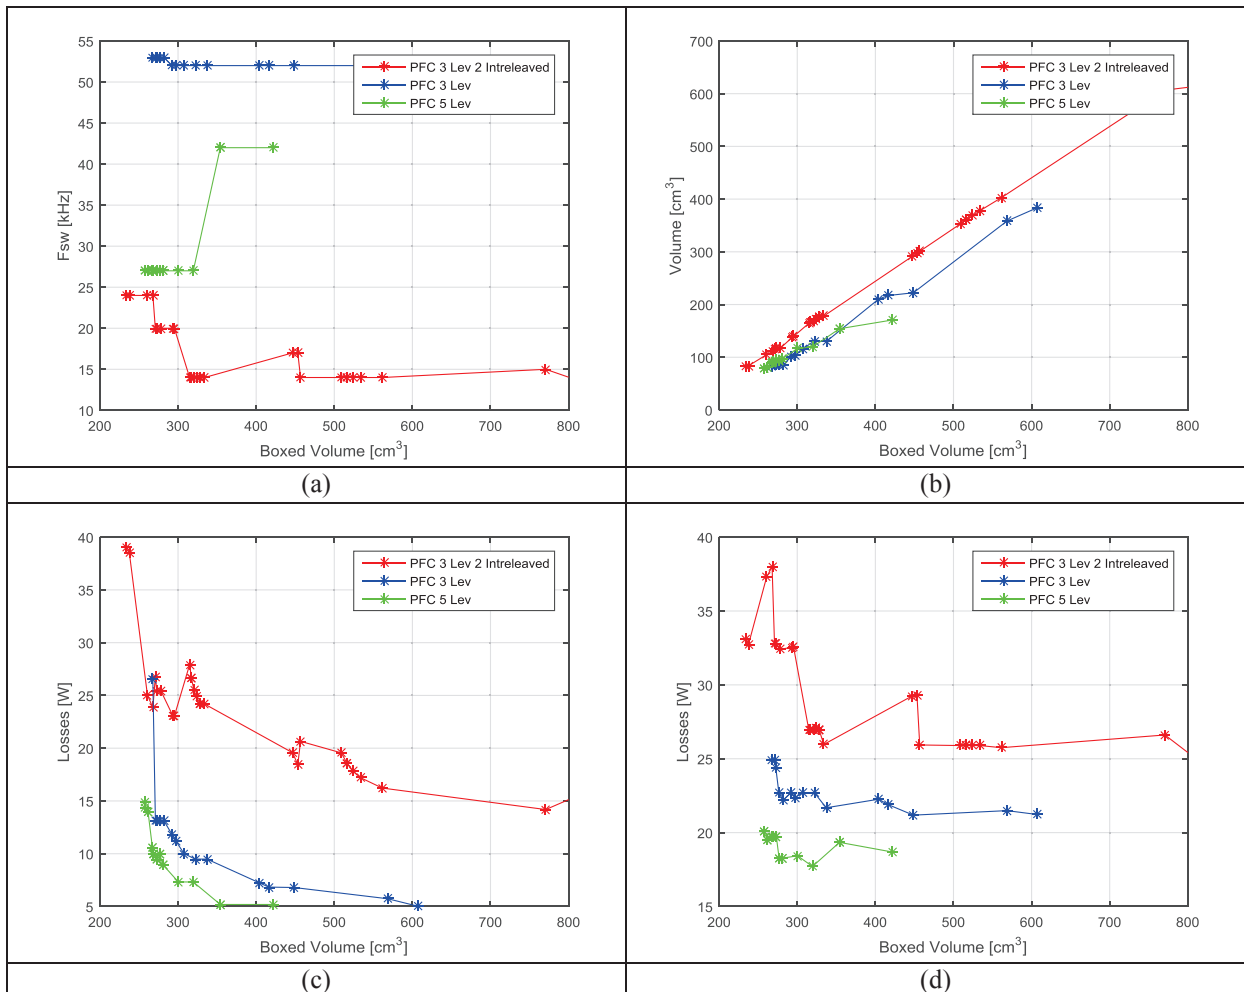 55
50
45
40
35
30
25
20
15
10
200 300 400 500 600 700 800
Fsw [kHz]
Boxed Volume [cm3]
PFC 3 Lev 2 Intreleaved
PFC 3 Lev
PFC 5 Lev
(a)
700
600
500
400
300
200
100
0
200 300 400 500 600 700 800
Volume [cm3]
Boxed Volume [cm3]
PFC 3 Lev 2 Intreleaved
PFC 3 Lev
PFC 5 Lev
(b)
40
35
30
25
20
15
10
5
200 300 400 500 600 700 800
Losses [W]
Boxed Volume [cm3]
PFC 3 Lev 2 Intreleaved
PFC 3 Lev
PFC 5 Lev
(c)
40
35
30
25
20
15
200 300 400 500 600 700 800
Losses [W]
Boxed Volume [cm3]
PFC 3 Lev 2 Intreleaved
PFC 3 Lev
PFC 5 Lev
(d)